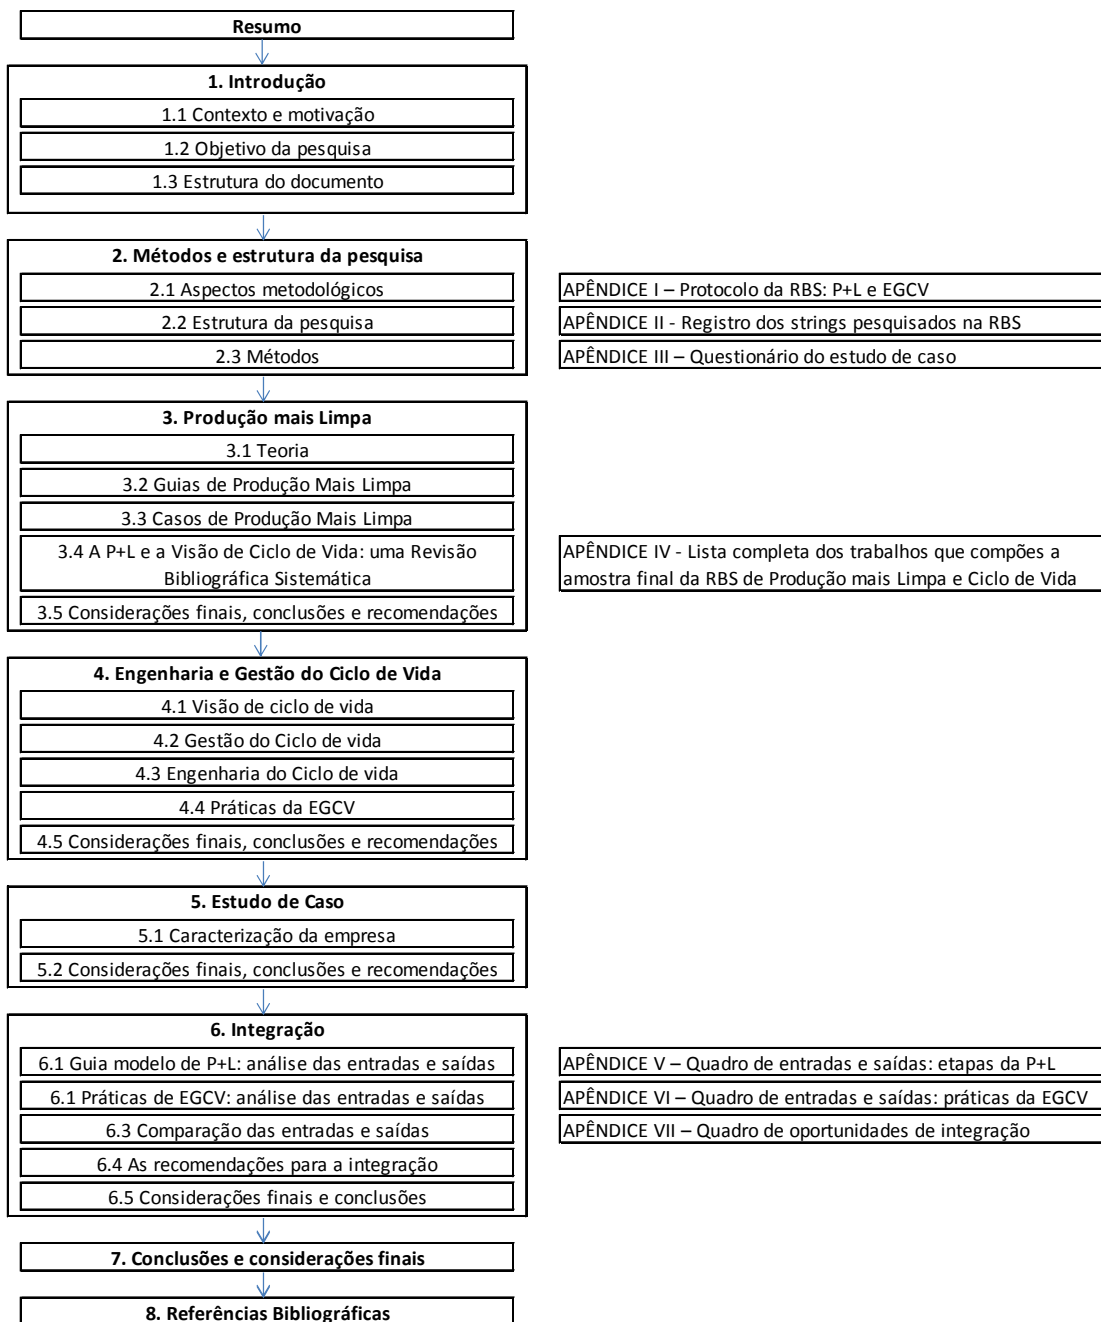 Resumo
1. Introdução
1.1 Contexto e motivação
1.2 Objetivo da pesquisa
1.3 Estrutura do documento
2. Métodos e estrutura da pesquisa
2.1 Aspectos metodológicos
APÊNDICE I – Protocolo da RBS: P+L e EGCV
2.2 Estrutura da pesquisa
APÊNDICE II - Registro dos strings pesquisados na RBS
2.3 Métodos
APÊNDICE III – Questionário do estudo de caso
3. Produção mais Limpa
3.1 Teoria
3.2 Guias de Produção Mais Limpa
3.3 Casos de Produção Mais Limpa
3.4 A P+L e a Visão de Ciclo de Vida: uma Revisão
Bibliográfica Sistemática
APÊNDICE IV - Lista completa dos trabalhos que compões a
amostra final da RBS de Produção mais Limpa e Ciclo de Vida
3.5 Considerações finais, conclusões e recomendações
4. Engenharia e Gestão do Ciclo de Vida
4.1 Visão de ciclo de vida
4.2 Gestão do Ciclo de vida
4.3 Engenharia do Ciclo de vida
4.4 Práticas da EGCV
4.5 Considerações finais, conclusões e recomendações
5. Estudo de Caso
5.1 Caracterização da empresa
5.2 Considerações finais, conclusões e recomendações
6. Integração
6.1 Guia modelo de P+L: análise das entradas e saídas
APÊNDICE V – Quadro de entradas e saídas: etapas da P+L
6.1 Práticas de EGCV: análise das entradas e saídas
APÊNDICE VI – Quadro de entradas e saídas: práticas da EGCV
6.3 Comparação das entradas e saídas
APÊNDICE VII – Quadro de oportunidades de integração
6.4 As recomendações para a integração
6.5 Considerações finais e conclusões
7. Conclusões e considerações finais
8. Referências Bibliográficas